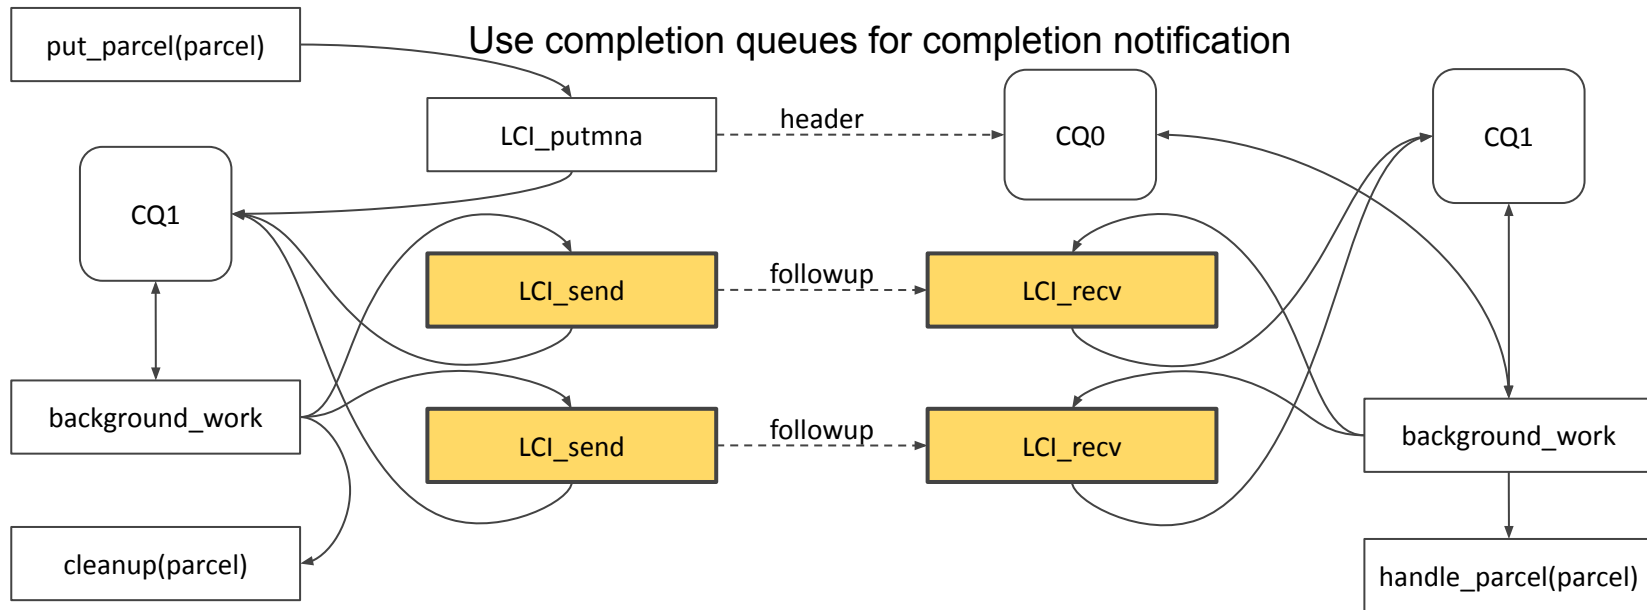 Use completion queues for completion notification
put_parcel(parcel)
LCI_putmna
header
CQ0
CQ1
CQ1
LCI_send
followup
LCI_recv
background_work
LCI_send
followup
LCI_recv
background_work
cleanup(parcel)
handle_parcel(parcel)